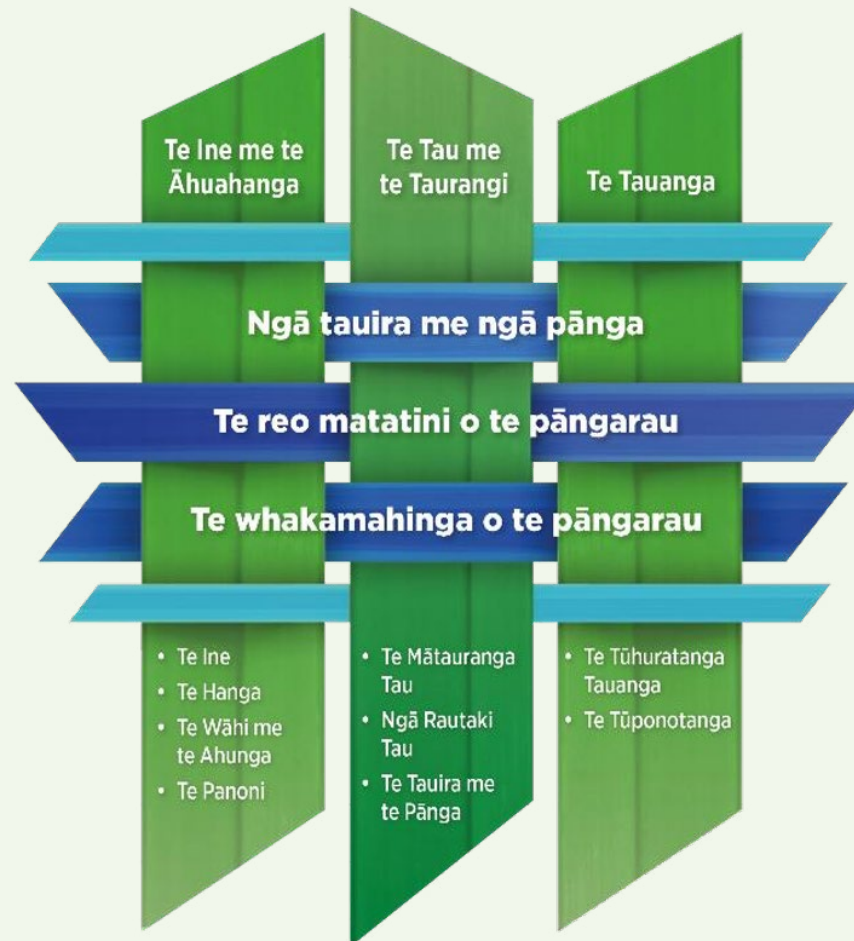 Te Ine me te
Āhuahanga
Te Tau me
te Taurangi
Te Tauanga
Ngā tauira me ngā pānga
Te reo matatini o te pāngarau
Te whakamahinga o te pāngarau
• Te Ine
• Te Hanga
• Te Wāhi me
te Ahunga
• Te Panoni
• Te Mātauranga
Tau
• Ngā Rautaki
Tau
• Te Tauira me
te Pānga
• Te Tūhuratanga
Tauanga
• Te Tūponotanga